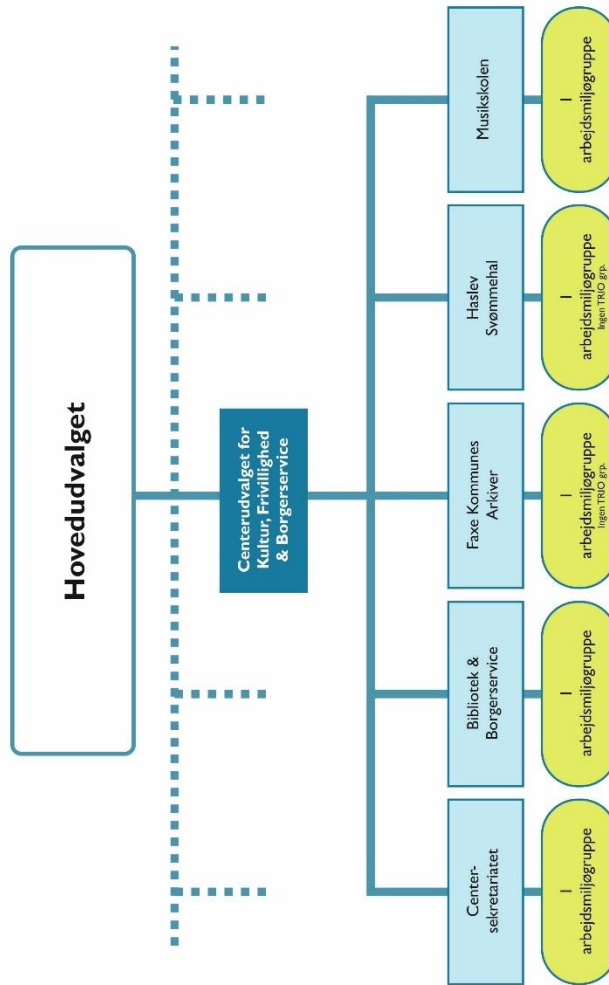 Hovedudvalget
Centerudvalget for
Kultur, Frivillighed
& Borgerservice
Center-
sekretariatet
Bibliotek &
Borgerservice
Faxe Kommunes
Arkiver
Haslev
Svømmehal
Musikskolen
1
arbejdsmiljøgruppe
1
arbejdsmiljøgruppe
1
arbejdsmiljøgruppe
Ingen TRIO grp.
1
arbejdsmiljøgruppe
Ingen TRIO grp.
1
arbejdsmiljøgruppe